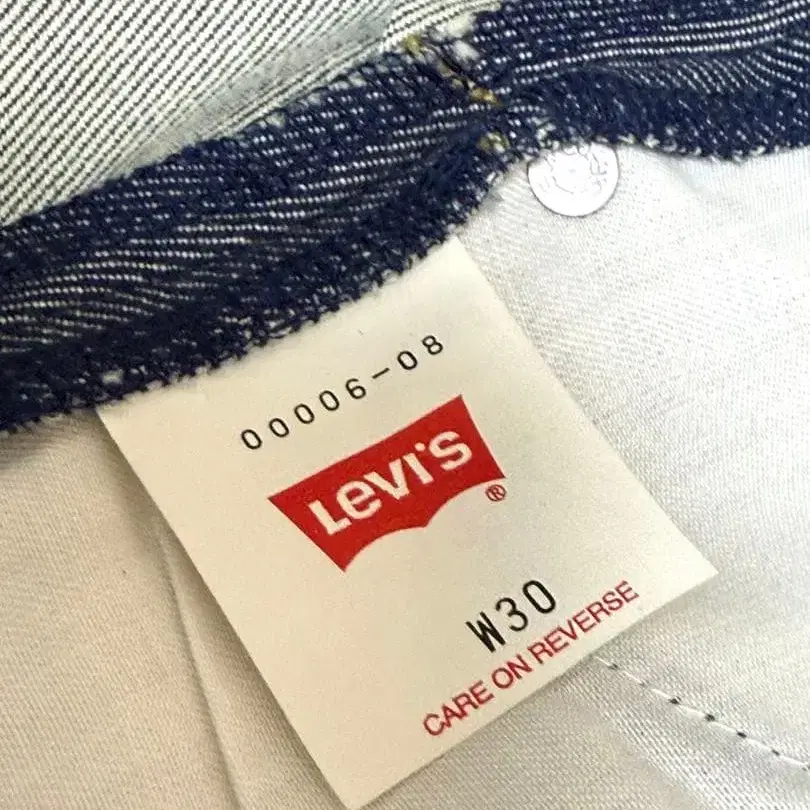 00006-08
Levi's®
W30
CARE ON REVERSE